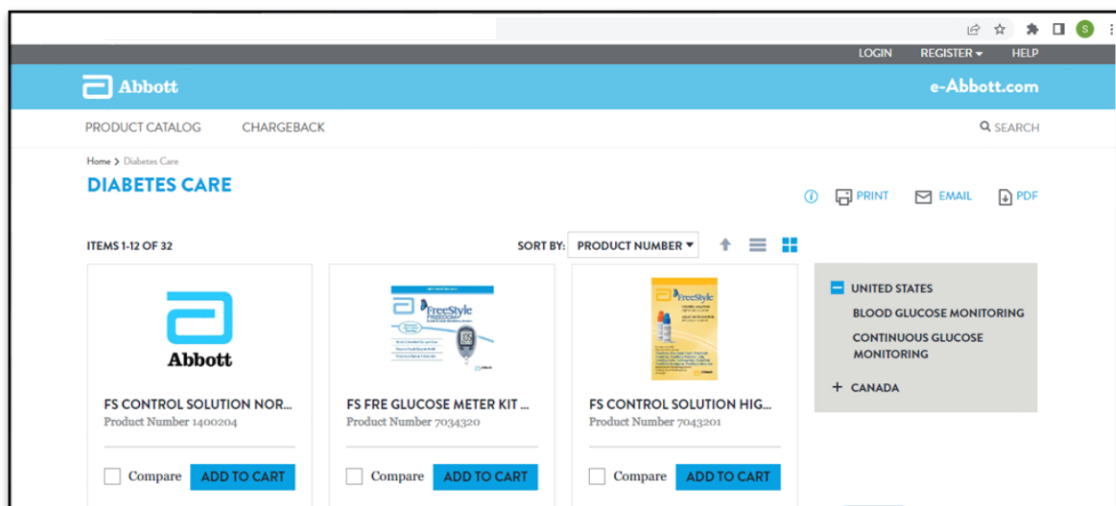 S
LOGIN REGISTER HELP
Abbott e-Abbott.com
PRODUCT CATALOG CHARGEBACK SEARCH
Home > Diabetes Care
DIABETES CARE
PRINT EMAIL PDF
ITEMS 1-12 OF 32 SORT BY: PRODUCT NUMBER
Abbott
FreeStyle
FREEDOM
FreeStyle
CONTROL SOLUTION
FS CONTROL SOLUTION NOR...
Product Number 1400204
Compare ADD TO CART
FS FRE GLUCOSE METER KIT ...
Product Number 7034320
Compare ADD TO CART
FS CONTROL SOLUTION HIG...
Product Number 7043201
Compare ADD TO CART
UNITED STATES
BLOOD GLUCOSE MONITORING
CONTINUOUS GLUCOSE
MONITORING
+ CANADA